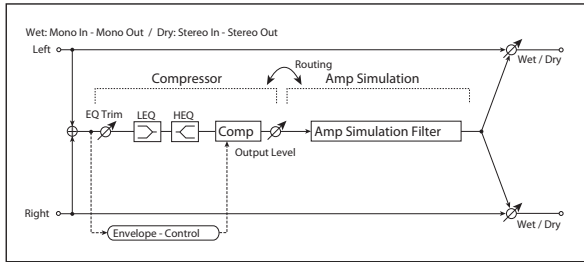 Wet: Mono In - Mono Out / Dry: Stereo In - Stereo Out
Left
Wet / Dry
Routing
Compressor
Amp Simulation
EQ Trim
LEQ
HEQ
Comp
Amp Simulation Filter
Output Level
Right
Wet / Dry
Envelope - Control